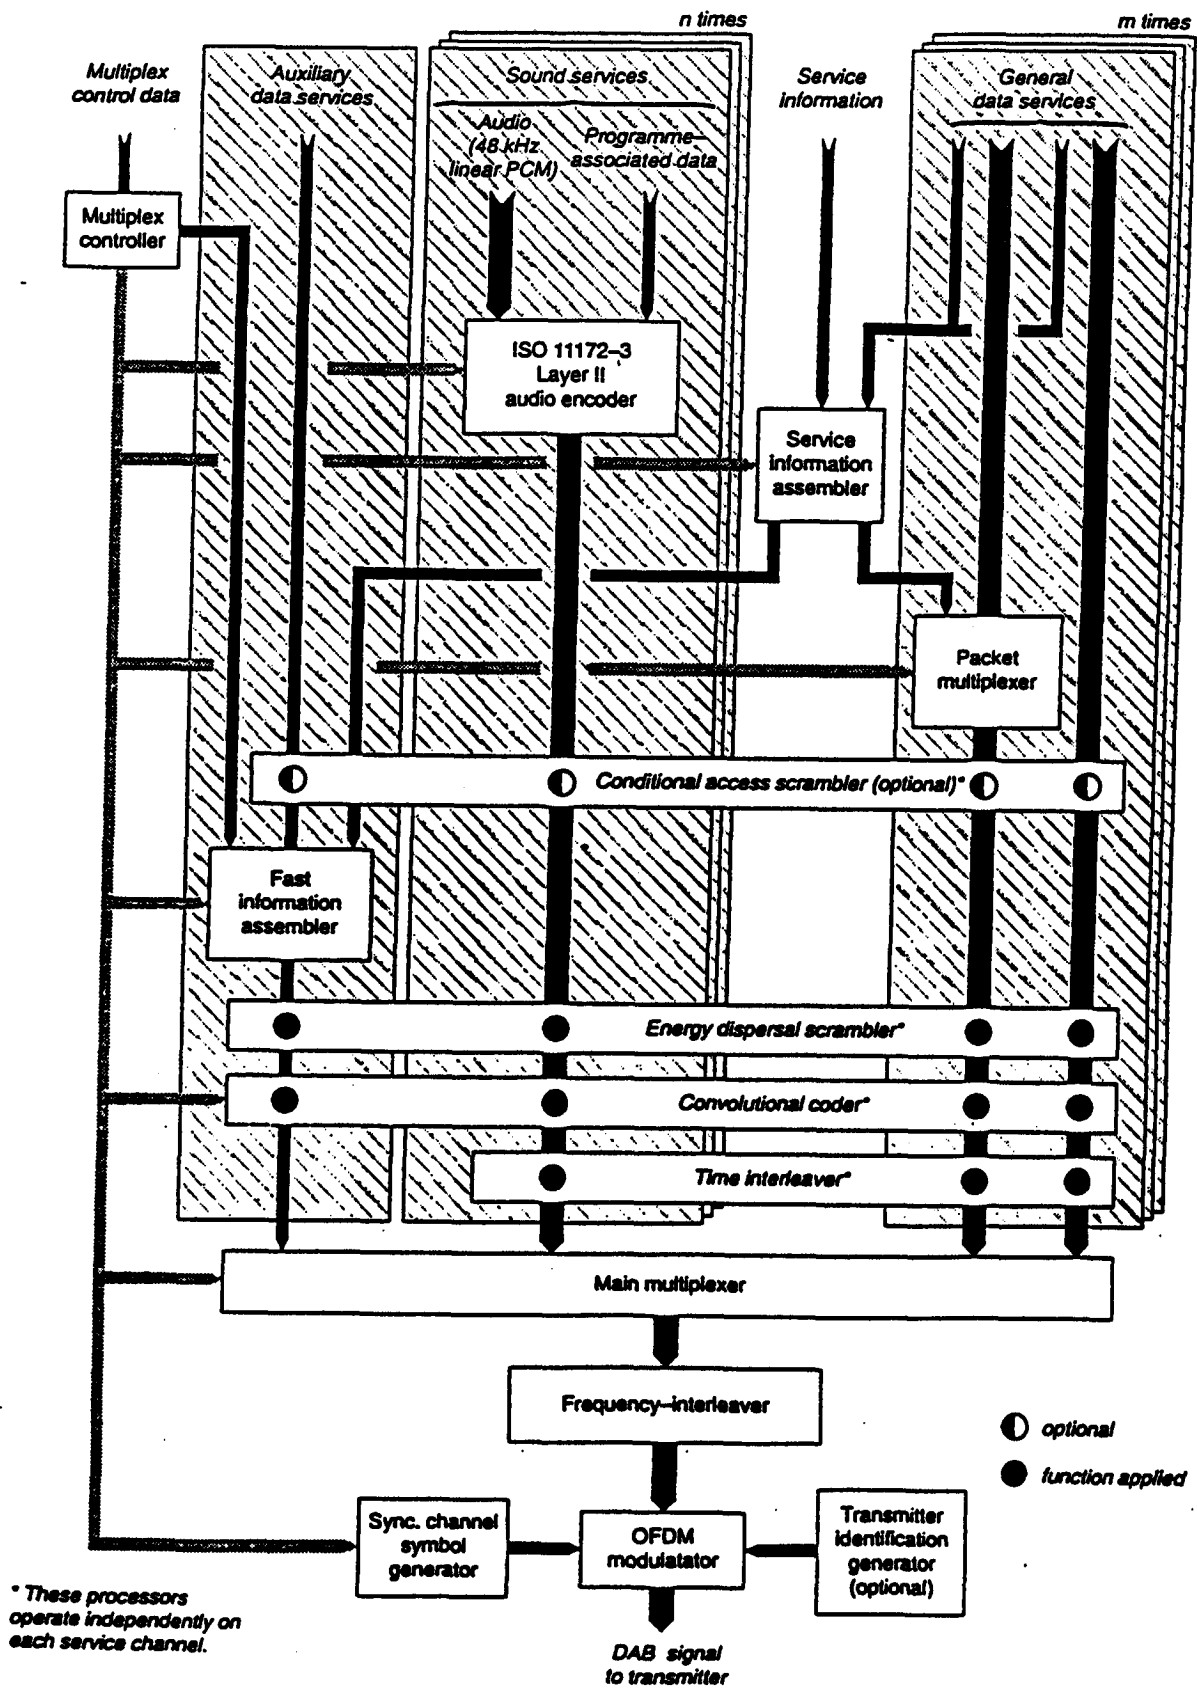 n times
m times
Multiplex
control data
Auxiliary
data services
Sound services
Service
information
General
data services
Audio
(48 kHz
linear PCM)
Programme–
associated data
Multiplex
controller
ISO 11172–3
Layer II
audio encoder
Service
information
assembler
Packet
multiplexer
Conditional access scrambler (optional)*
Fast
information
assembler
Energy dispersal scrambler*
Convolutional coder*
Time interleaver*
Main multiplexer
Frequency–interleaver
optional
function applied
Sync. channel
symbol
generator
OFDM
modulatator
Transmitter
identification
generator
(optional)
* These processors
operate independently on
each service channel.
DAB signal
to transmitter